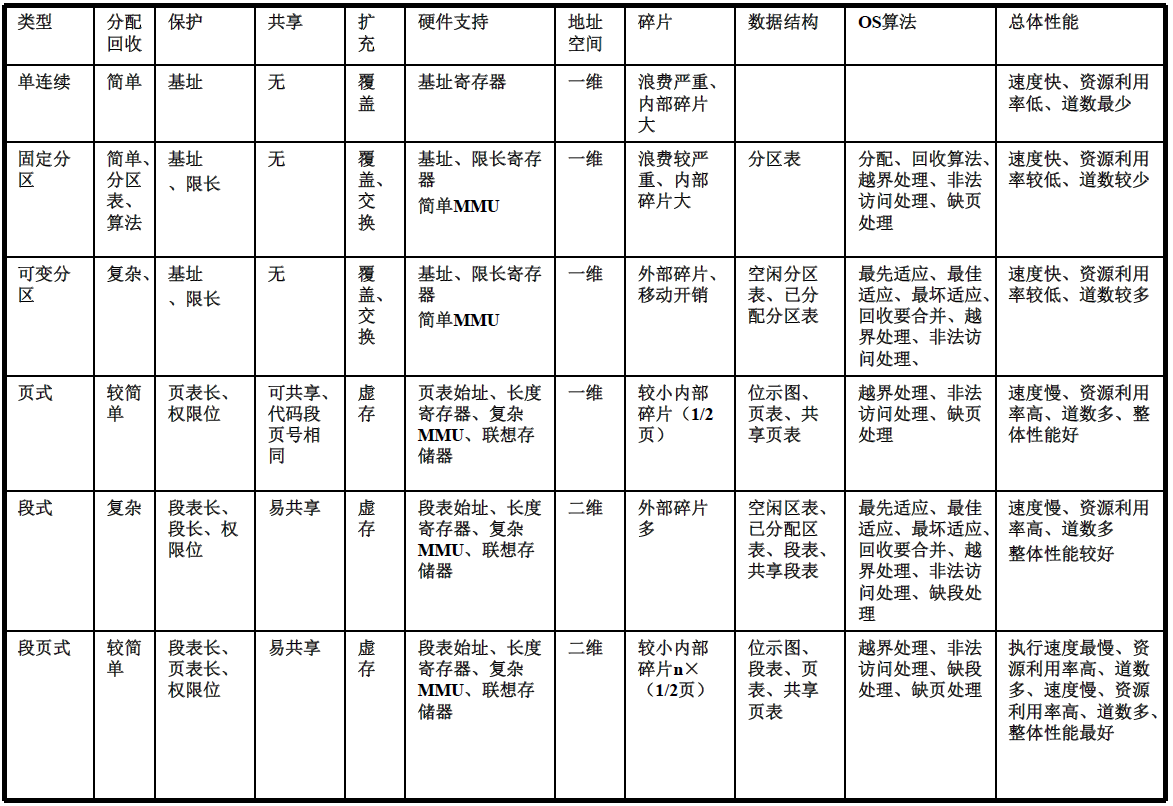 类型
分配
回收
保护
共享
扩
充
硬件支持
地址
空间
碎片
数据结构
OS算法
总体性能
单连续
简单
基址
无
覆
盖
基址寄存器
一维
浪费严重、
内部碎片
大
速度快、资源利用
率低、道数最少
固定分
区
简单、
分区
表、
算法
基址
、限长
无
覆
盖、
交
换
基址、限长寄存
器
简单MMU
一维
浪费较严
重、内部
碎片大
分区表
分配、回收算法、
越界处理、非法
访问处理、缺页
处理
速度快、资源利用
率较低、道数较少
可变分
区
复杂、
基址
、限长
无
覆
盖、
交
换
基址、限长寄存
器
简单MMU
一维
外部碎片、
移动开销
空闲分区
表、已分
配分区表
最先适应、最佳
适应、最坏适应、
回收要合并、越
界处理、非法访
问处理、
速度快、资源利用
率较低、道数较多
页式
较简
单
页表长、
权限位
可共享、
代码段
页号相
同
虚
存
页表始址、长度
寄存器、复杂
MMU、联想存
储器
一维
较小内部
碎片（1/2
页）
位示图、
页表、共
享页表
越界处理、非法
访问处理、缺页
处理
速度慢、资源利用
率高、道数多、整
体性能好
段式
复杂
段表长、
段长、权
限位
易共享
虚
存
段表始址、长度
寄存器、复杂
MMU、联想存
储器
二维
外部碎片
多
空闲区表、
已分配区
表、段表、
共享段表
最先适应、最佳
适应、最坏适应、
回收要合并、越
界处理、非法访
问处理、缺段处
理
速度慢、资源利用
率高、道数多
整体性能较好
段页式
较简
单
段表长、
页表长、
权限位
易共享
虚
存
段表始址、长度
寄存器、复杂
MMU、联想存
储器
二维
较小内部
碎片n×
（1/2页）
位示图、
段表、页
表、共享
页表
越界处理、非法
访问处理、缺段
处理、缺页处理
执行速度最慢、资
源利用率高、道数
多、速度慢、资源
利用率高、道数多、
整体性能最好